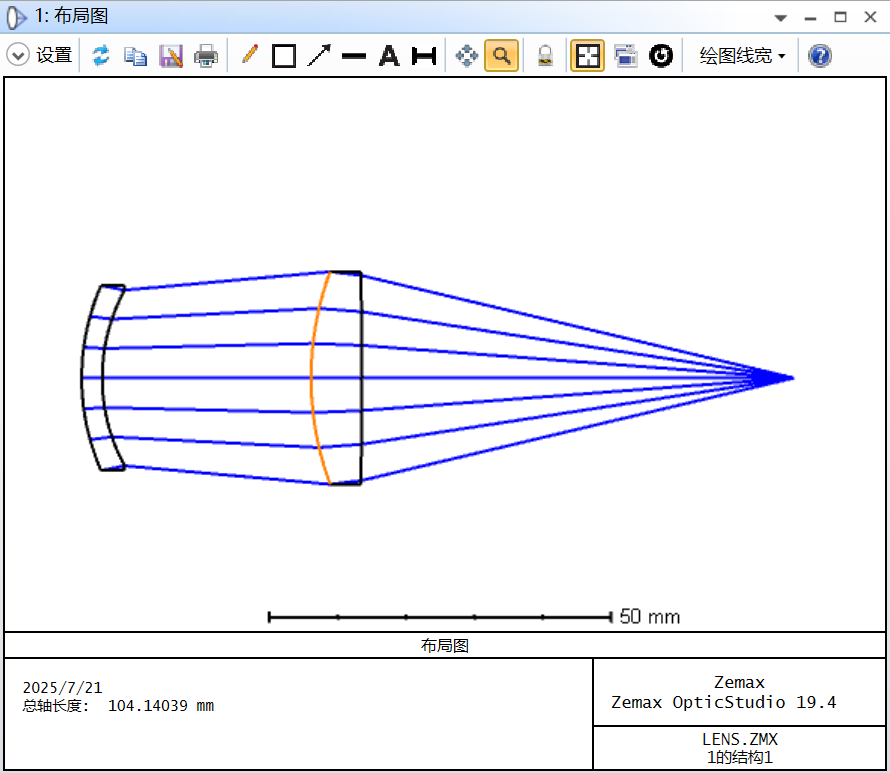 1: 布局图
设置
A
绘图线宽
50 mm
布局图
2025/7/21
总轴长度: 104.14039 mm
Zemax
Zemax OpticStudio 19.4
LENS.ZMX
1的结构1